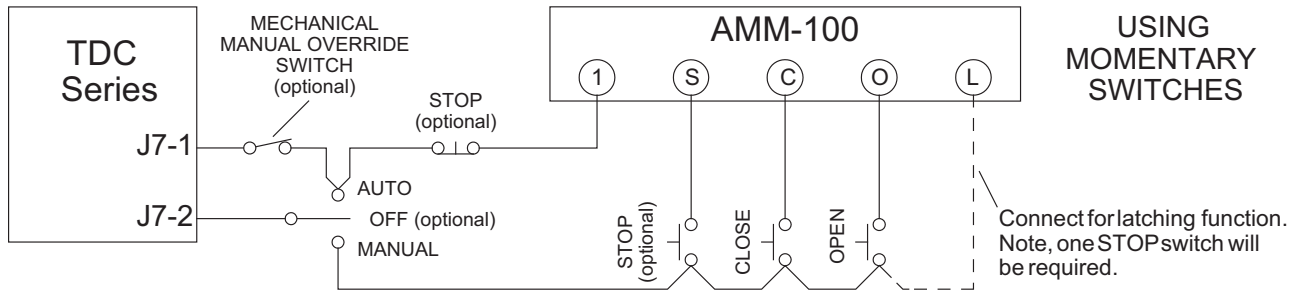 TDC
Series
J7-1
J7-2
MECHANICAL
MANUAL OVERRIDE
SWITCH
(optional)
STOP
(optional)
AUTO
OFF (optional)
MANUAL
AMM-100
1
S
C
O
L
STOP
(optional)
CLOSE
OPEN
USING
MOMENTARY
SWITCHES
Connect for latching function.
Note, one STOP switch will
be required.